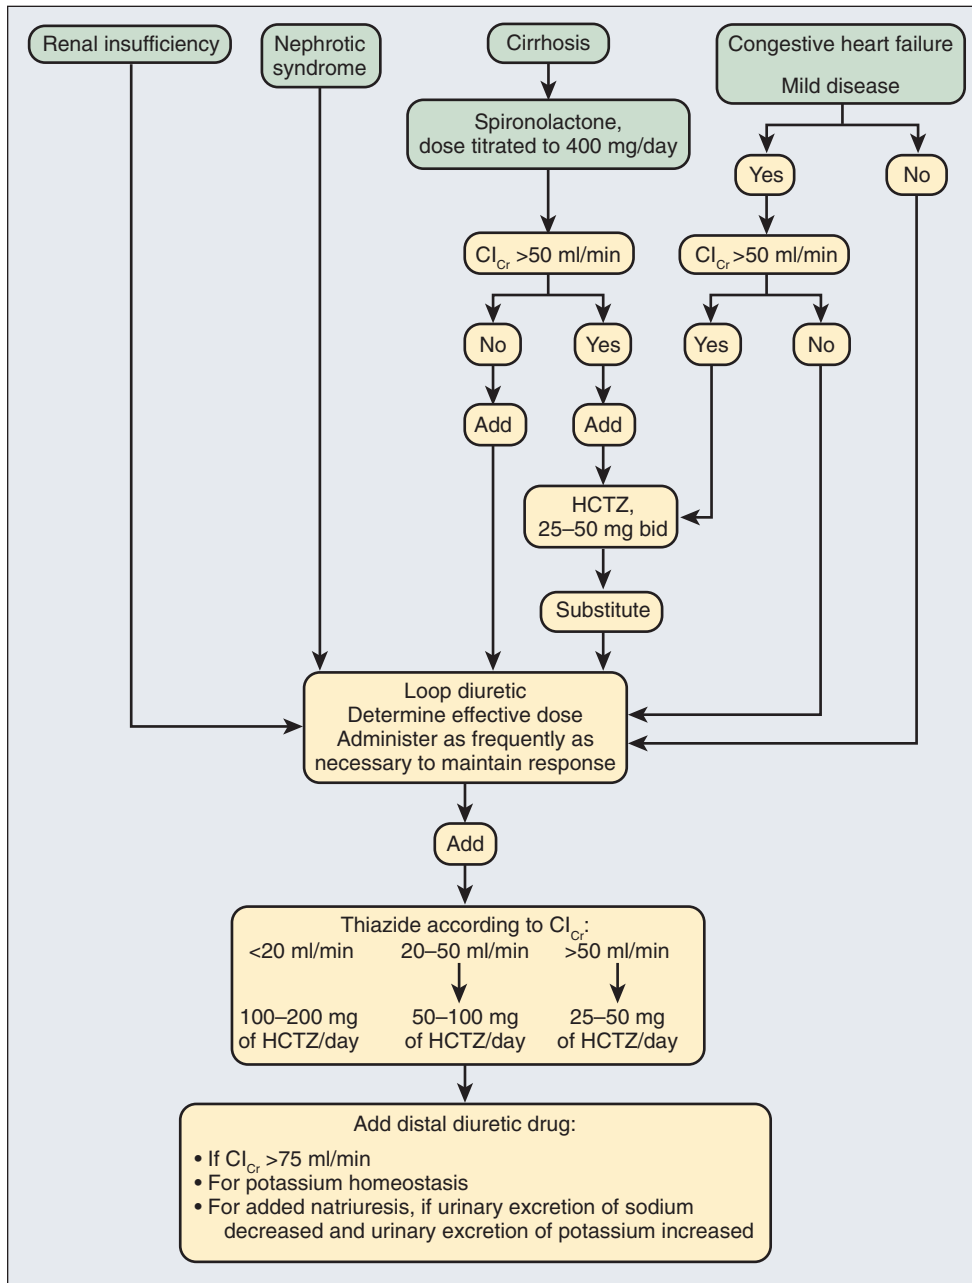 Renal insufficiency
Nephrotic
syndrome
Cirrhosis
Congestive heart failure
Mild disease
Spironolactone,
dose titrated to 400 mg/day
Yes
No
CI_Cr >50 ml/min
CI_Cr >50 ml/min
No
Yes
Yes
No
Add
Add
HCTZ,
25–50 mg bid
Substitute
Loop diuretic
Determine effective dose
Administer as frequently as
necessary to maintain response
Add
Thiazide according to CI_Cr:
<20 ml/min 20–50 ml/min >50 ml/min
100–200 mg 50–100 mg 25–50 mg
of HCTZ/day of HCTZ/day of HCTZ/day
Add distal diuretic drug:
• If CI_Cr >75 ml/min
• For potassium homeostasis
• For added natriuresis, if urinary excretion of sodium
decreased and urinary excretion of potassium increased